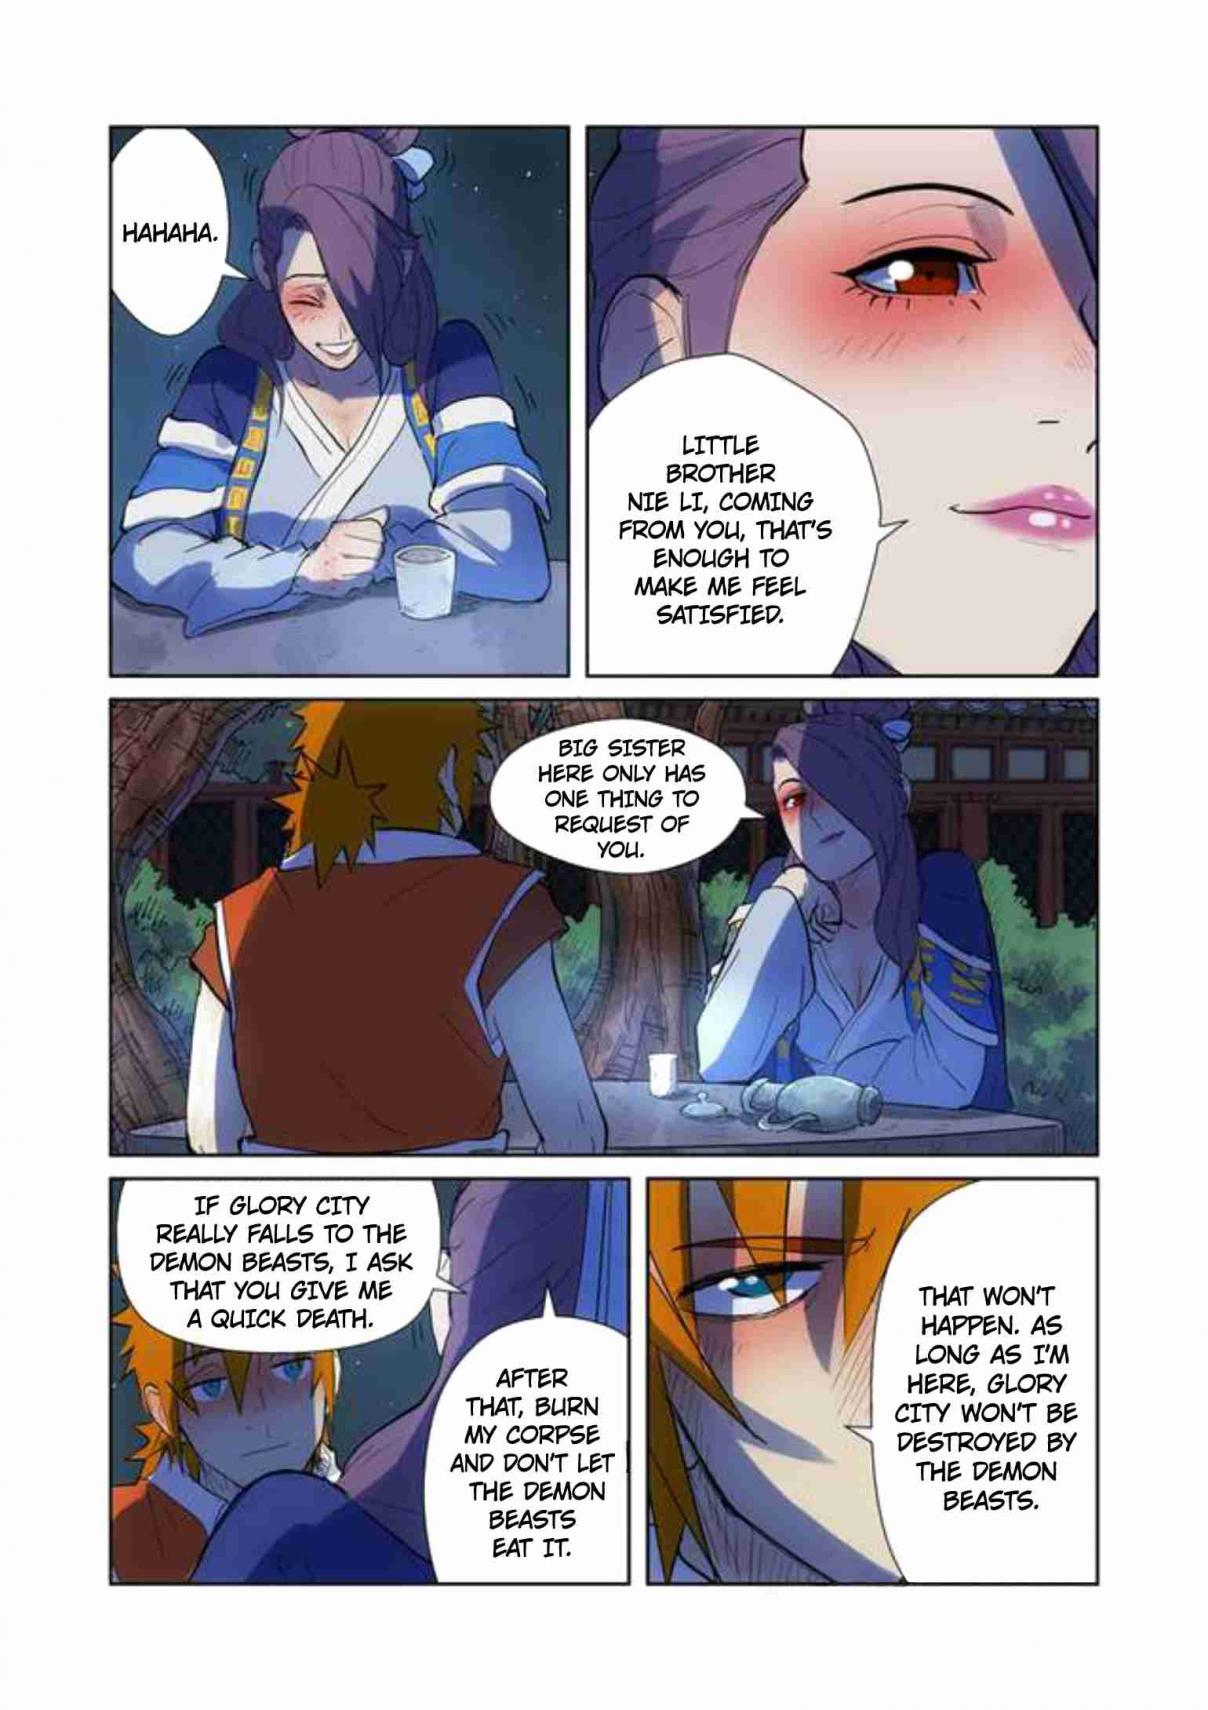 HAHAHA.
LITTLE
BROTHER
NIE LI, COMING
FROM YOU, THAT'S
ENOUGH TO
MAKE ME FEEL
SATISFIED.
BIG SISTER
HERE ONLY HAS
ONE THING TO
REQUEST OF
YOU.
IF GLORY CITY
REALLY FALLS TO THE
DEMON BEASTS, I ASK
THAT YOU GIVE ME
A QUICK DEATH.
AFTER
THAT, BURN
MY CORPSE
AND DON'T LET
THE DEMON
BEASTS
EAT IT.
THAT WON'T
HAPPEN. AS
LONG AS I'M
HERE, GLORY
CITY WON'T BE
DESTROYED BY
THE DEMON
BEASTS.